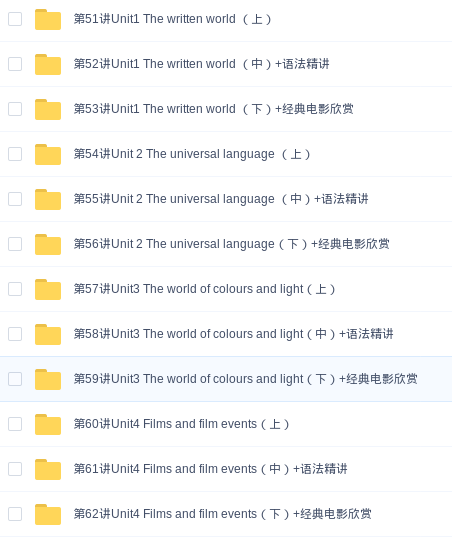 第51讲Unit1 The written world （上）
第52讲Unit1 The written world （中）+语法精讲
第53讲Unit1 The written world （下）+经典电影欣赏
第54讲Unit 2 The universal language （上）
第55讲Unit 2 The universal language （中）+语法精讲
第56讲Unit 2 The universal language（下）+经典电影欣赏
第57讲Unit3 The world of colours and light（上）
第58讲Unit3 The world of colours and light（中）+语法精讲
第59讲Unit3 The world of colours and light（下）+经典电影欣赏
第60讲Unit4 Films and film events（上）
第61讲Unit4 Films and film events（中）+语法精讲
第62讲Unit4 Films and film events（下）+经典电影欣赏